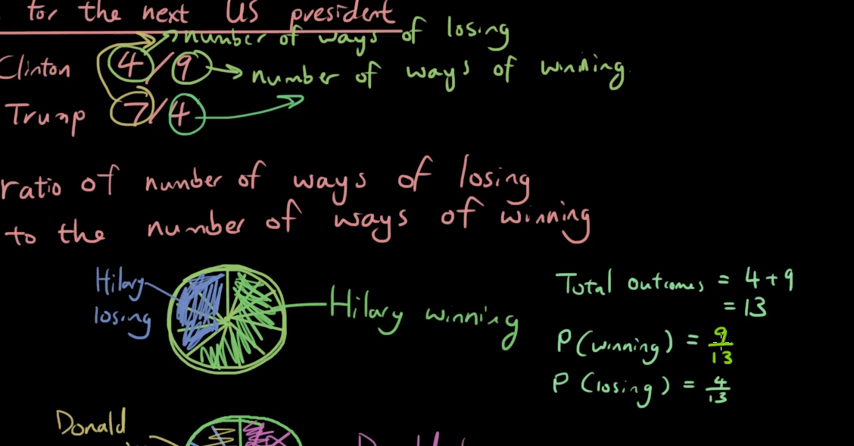 for the next US president
number of ways of losing
Clinton 4/9 number of ways of winning
Trump 7/4
ratio of number of ways of losing
to the number of ways of winning
Hilary
losing
Hilary winning
Total outcomes = 4+9
= 13
P(winning) = 9/13
P(losing) = 4/13
Donald